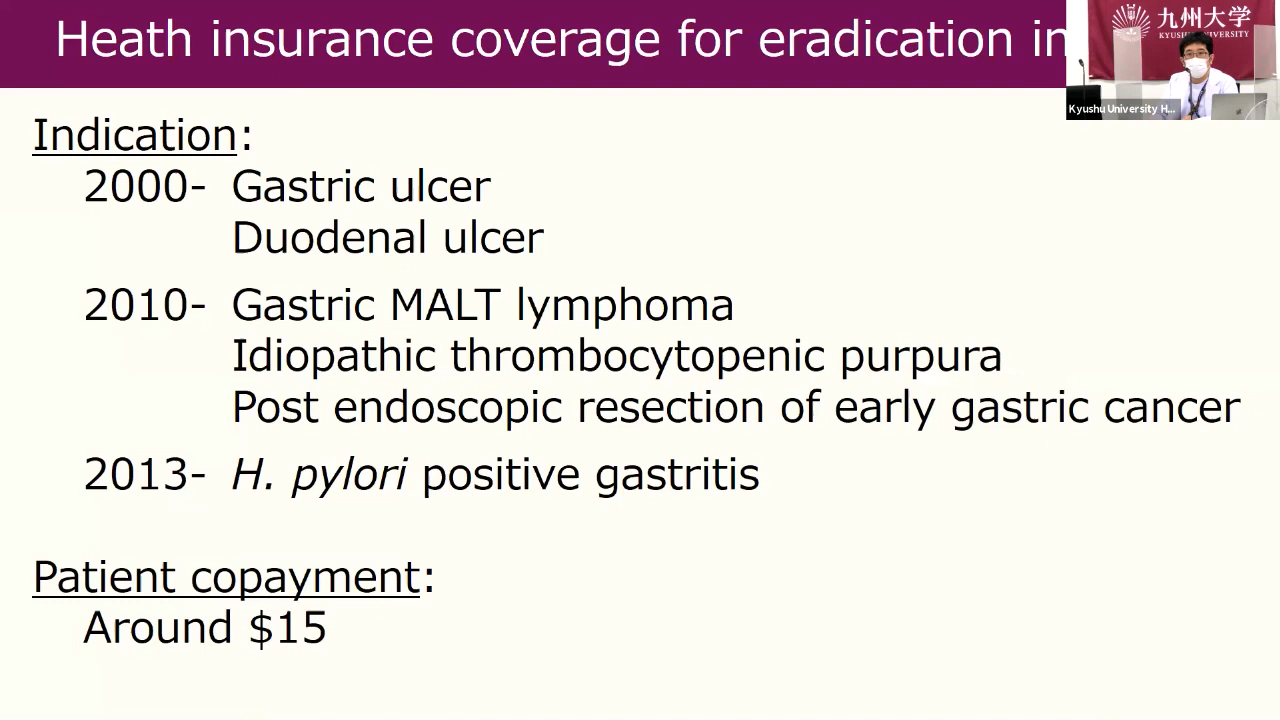 Heath insurance coverage for eradication in
九州大学
KYUSHU UNIVERSITY
Kyushu University H...
Indication:
2000- Gastric ulcer
Duodenal ulcer
2010- Gastric MALT lymphoma
Idiopathic thrombocytopenic purpura
Post endoscopic resection of early gastric cancer
2013- H. pylori positive gastritis
Patient copayment:
Around $15